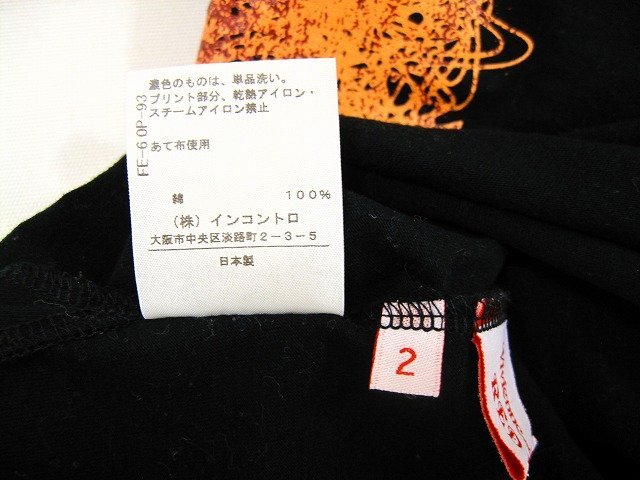 濃色のものは、単品洗い。
プリント部分、乾熱アイロン・
スチームアイロン禁止
あて布使用
綿 100%
(株) インコントロ
大阪市中央区淡路町2-3-5
日本製
FE-6 0P-93
2